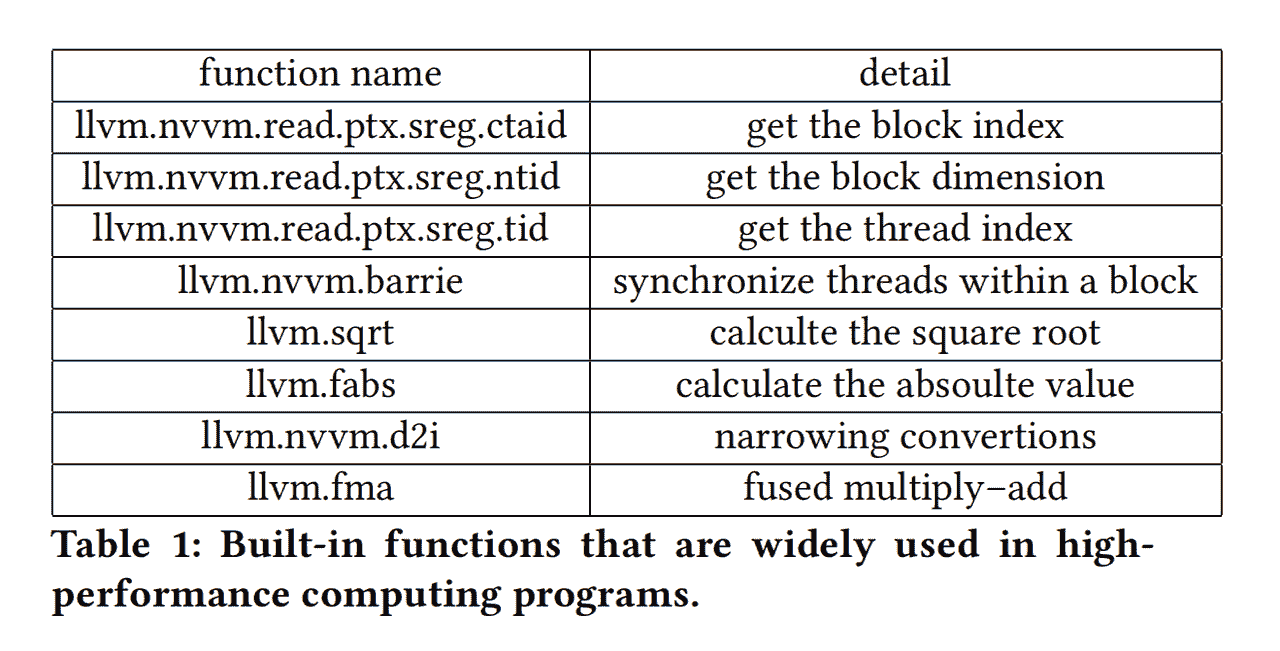 function name detail
llvm.nvvm.read.ptx.sreg.ctaid get the block index
llvm.nvvm.read.ptx.sreg.ntid get the block dimension
llvm.nvvm.read.ptx.sreg.tid get the thread index
llvm.nvvm.barrie synchronize threads within a block
llvm.sqrt calculte the square root
llvm.fabs calculate the absoulte value
llvm.nvvm.d2i narrowing convertions
llvm.fma fused multiply–add
Table 1: Built-in functions that are widely used in high-
performance computing programs.